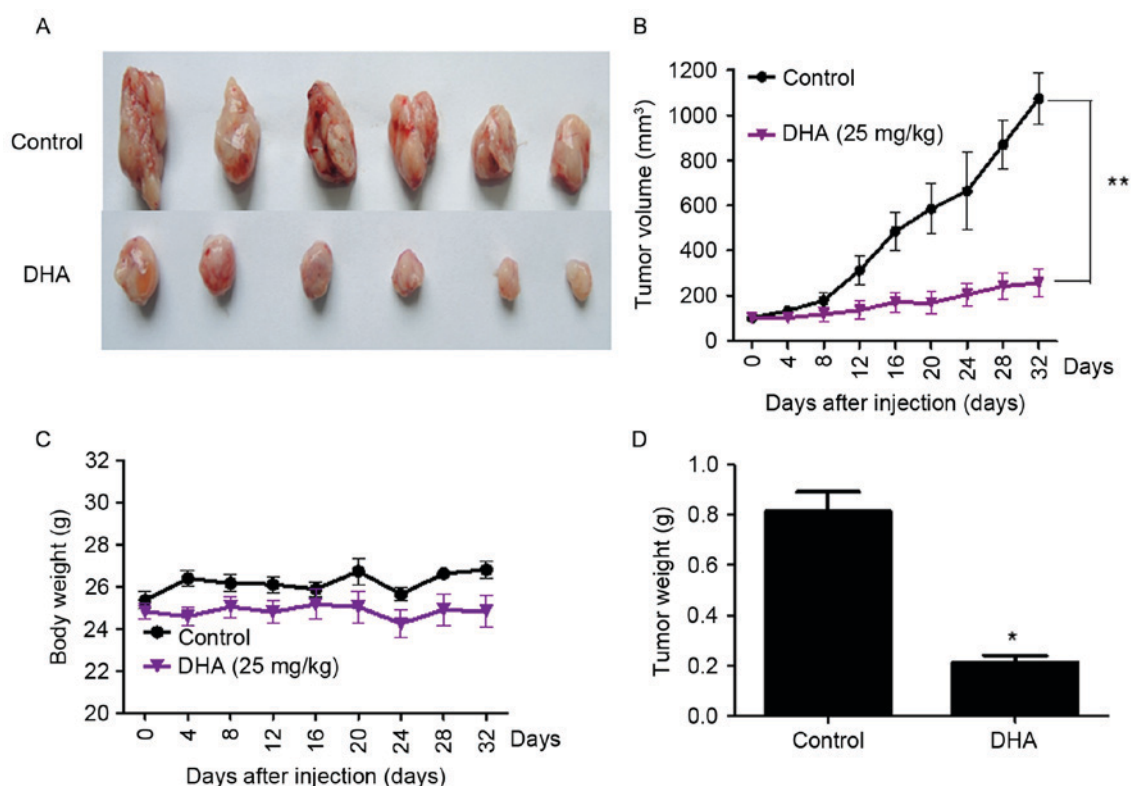 A
Control
DHA
B
Tumor volume (mm³)
1200
1000
800
600
400
200
0
Control
DHA (25 mg/kg)
**
0 4 8 12 16 20 24 28 32 Days
Days after injection (days)
C
Body weight (g)
32
30
28
26
24
22
20
Control
DHA (25 mg/kg)
0 4 8 12 16 20 24 28 32 Days
Days after injection (days)
D
Tumor weight (g)
1.0
0.8
0.6
0.4
0.2
0.0
*
Control DHA